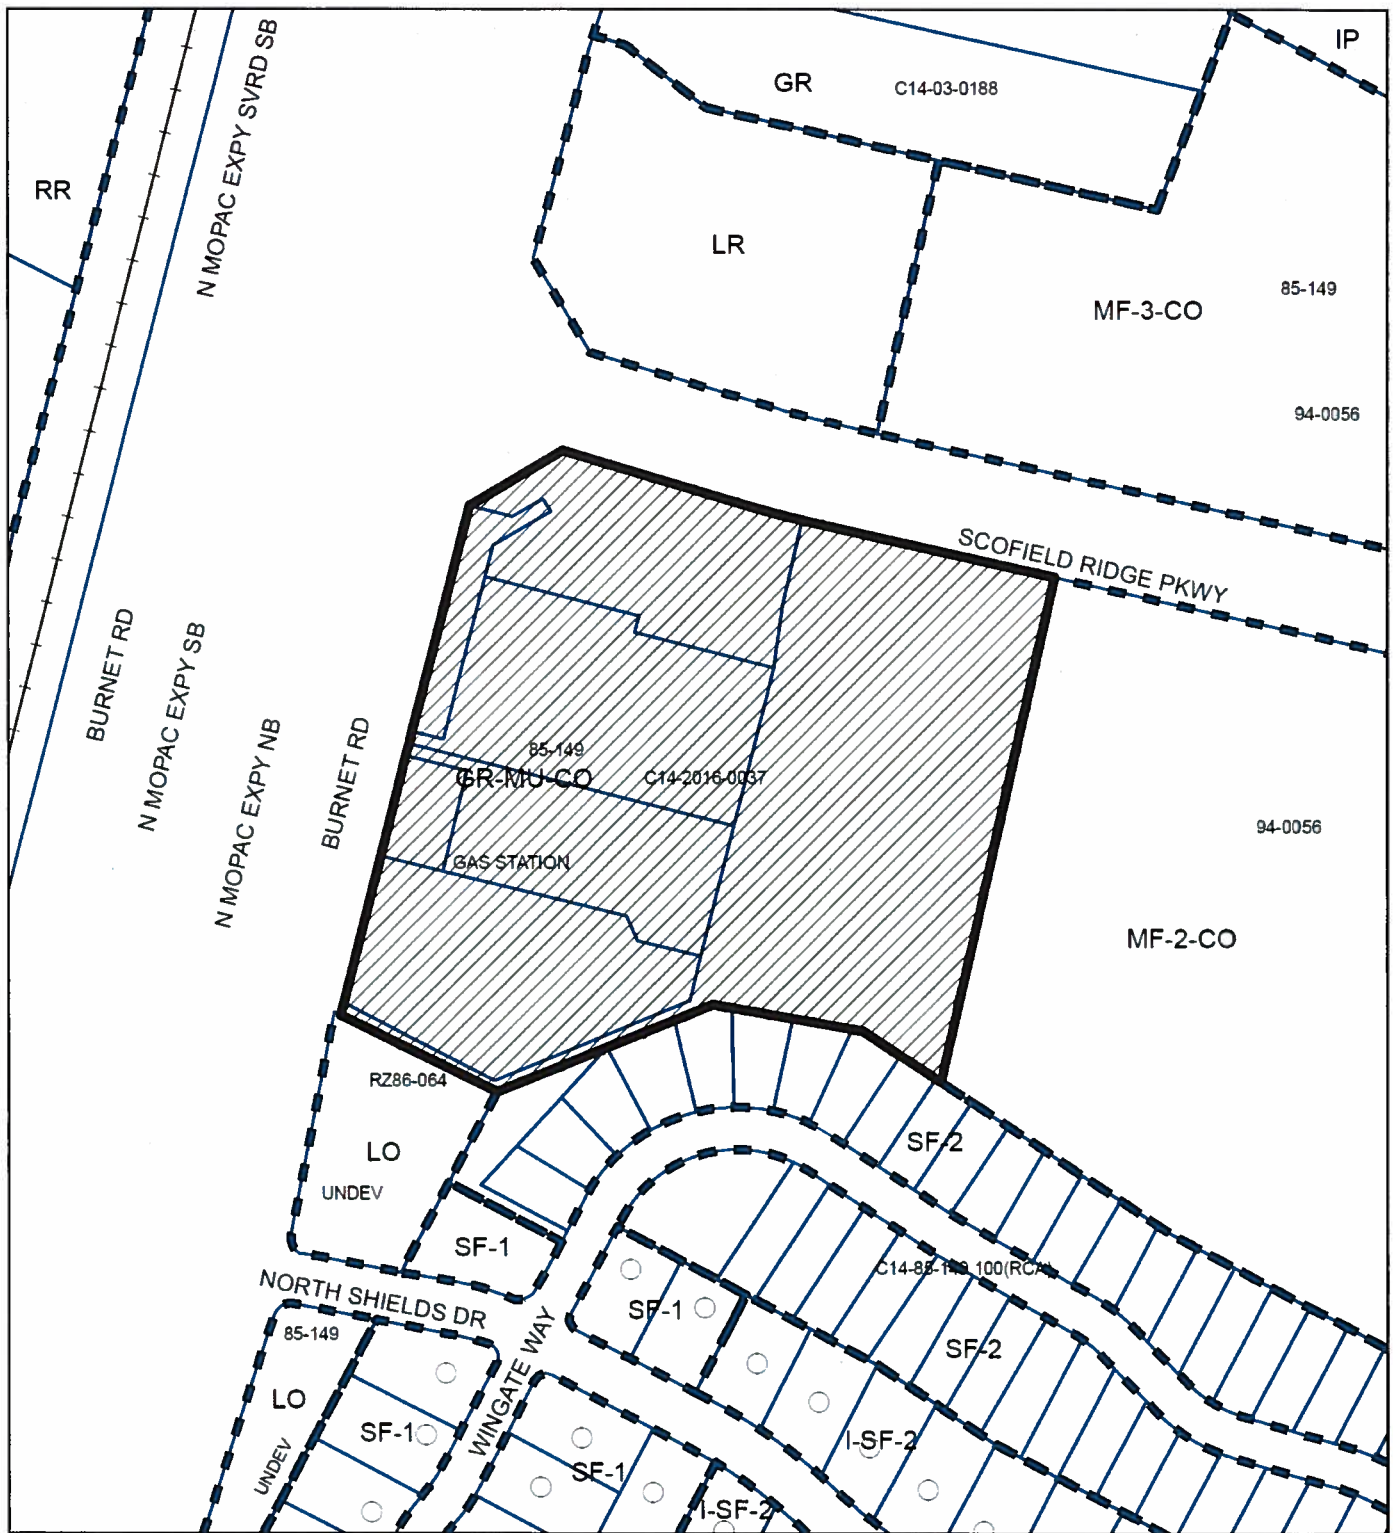 IP
GR
C14-03-0188
N MOPAC EXPY SVRD SB
RR
LR
85-149
MF-3-CO
94-0056
SCOFIELD RIDGE PKWY
BURNET RD
N MOPAC EXPY SB
N MOPAC EXPY NB
BURNET RD
85-149
GR-MU-CO
C14-2016-0037
94-0056
GAS STATION
MF-2-CO
RZ86-064
SF-2
LO
UNDEV
SF-1
C14-85-149.100(RCA)
NORTH SHIELDS DR
SF-1
85-149
SF-2
WINGATE WAY
LO
SF-1
I-SF-2
UNDEV
SF-1
I-SF-2